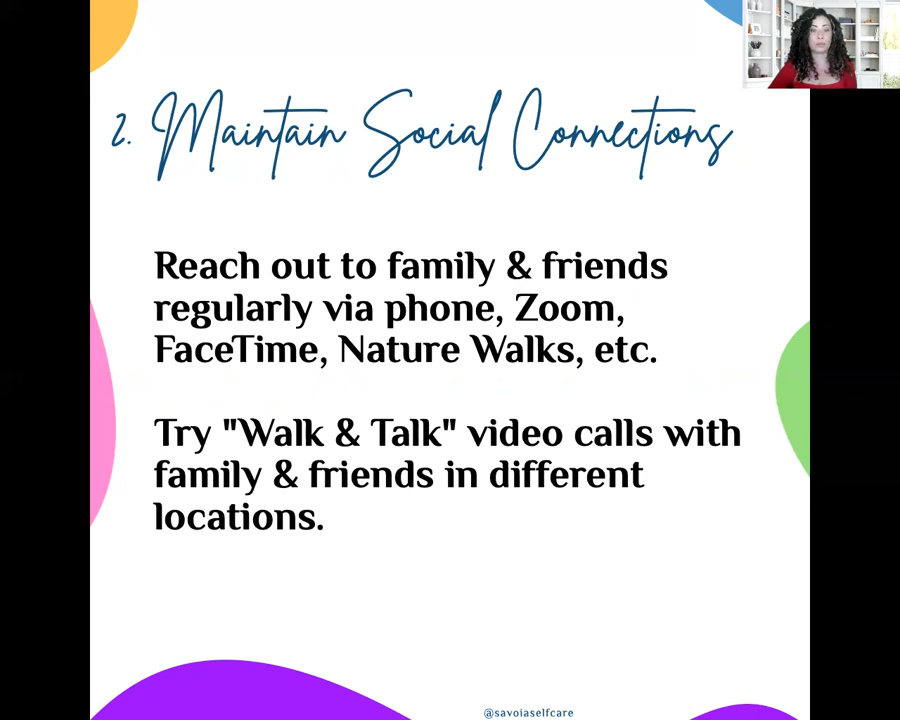 2. Maintain Social Connections
Reach out to family & friends
regularly via phone, Zoom,
FaceTime, Nature Walks, etc.
Try "Walk & Talk" video calls with
family & friends in different
locations.
@savoiaselfcare